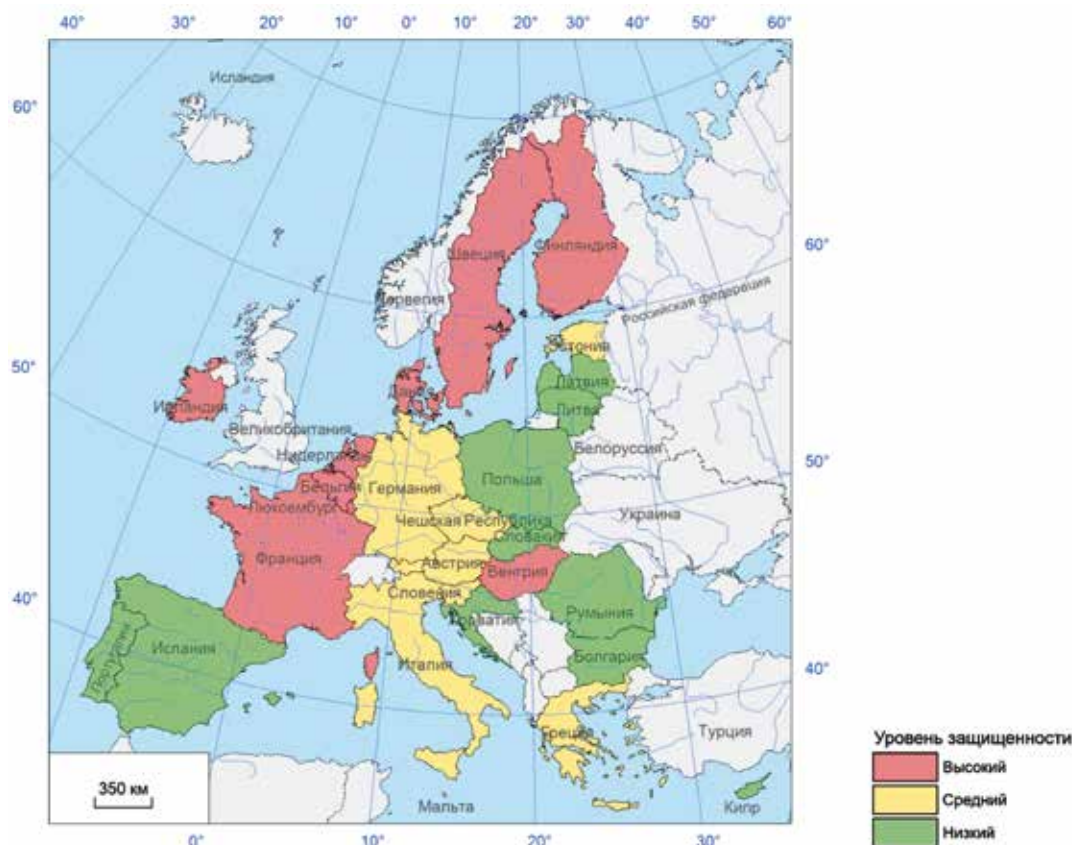 40° 30° 20° 10° 0° 10° 20° 30° 40° 50° 60°
Исландия
60°
Швеция
Финляндия
60°
Норвегия
Российская федерация
Эстония
50°
Латвия
Дания
Ирландия
Литва
Великобритания
Нидерланды
Белоруссия
50°
Бельгия
Германия
Польша
Люксембург
Украина
Чешская Республика
Словакия
Франция
Австрия
Вентрия
40°
Словения
Хорватия
Румыния
Испания
Португалия
Италия
Болгария
40°
Греция
Турция
Уровень защищенности
350 км
Высокий
Мальта
Кипр
Средний
0° 10° 20° 30°
Низкий